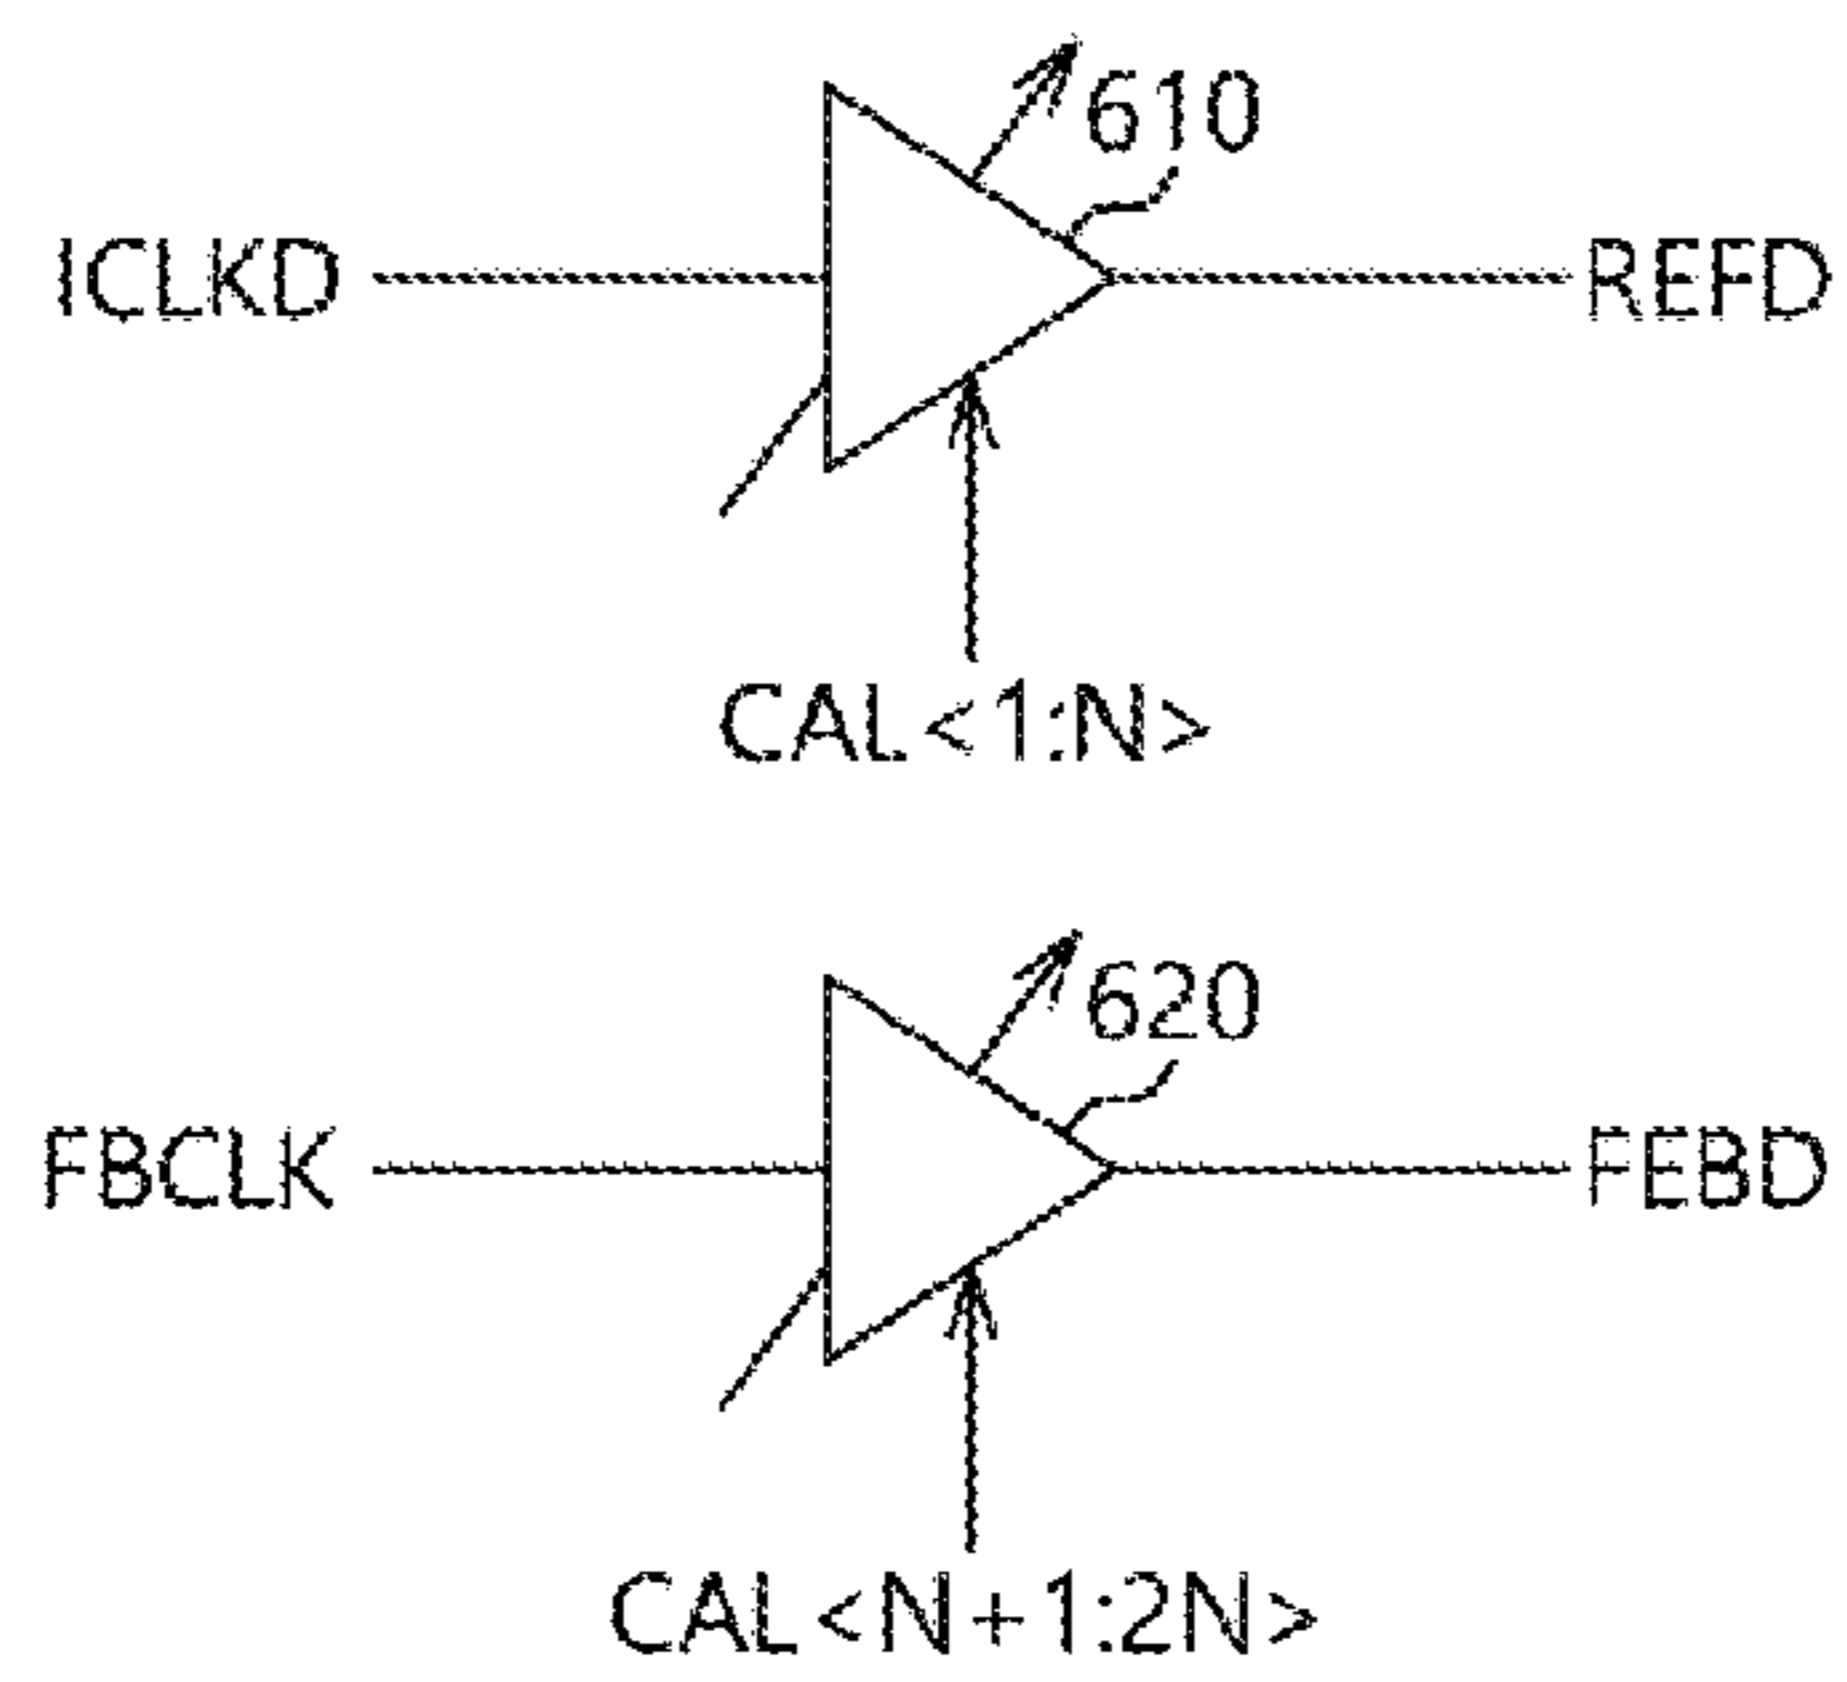 610
ICLKD
REFD
CAL<1:N>
620
FBCLK
FEBD
CAL<N+1:2N>